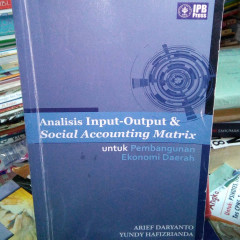 IPB
Press
Analisis Input-Output &
Social Accounting Matrix
untuk Pembangunan
Ekonomi Daerah
ARIEF DARYANTO
YUNDY HAFIZRIANDA